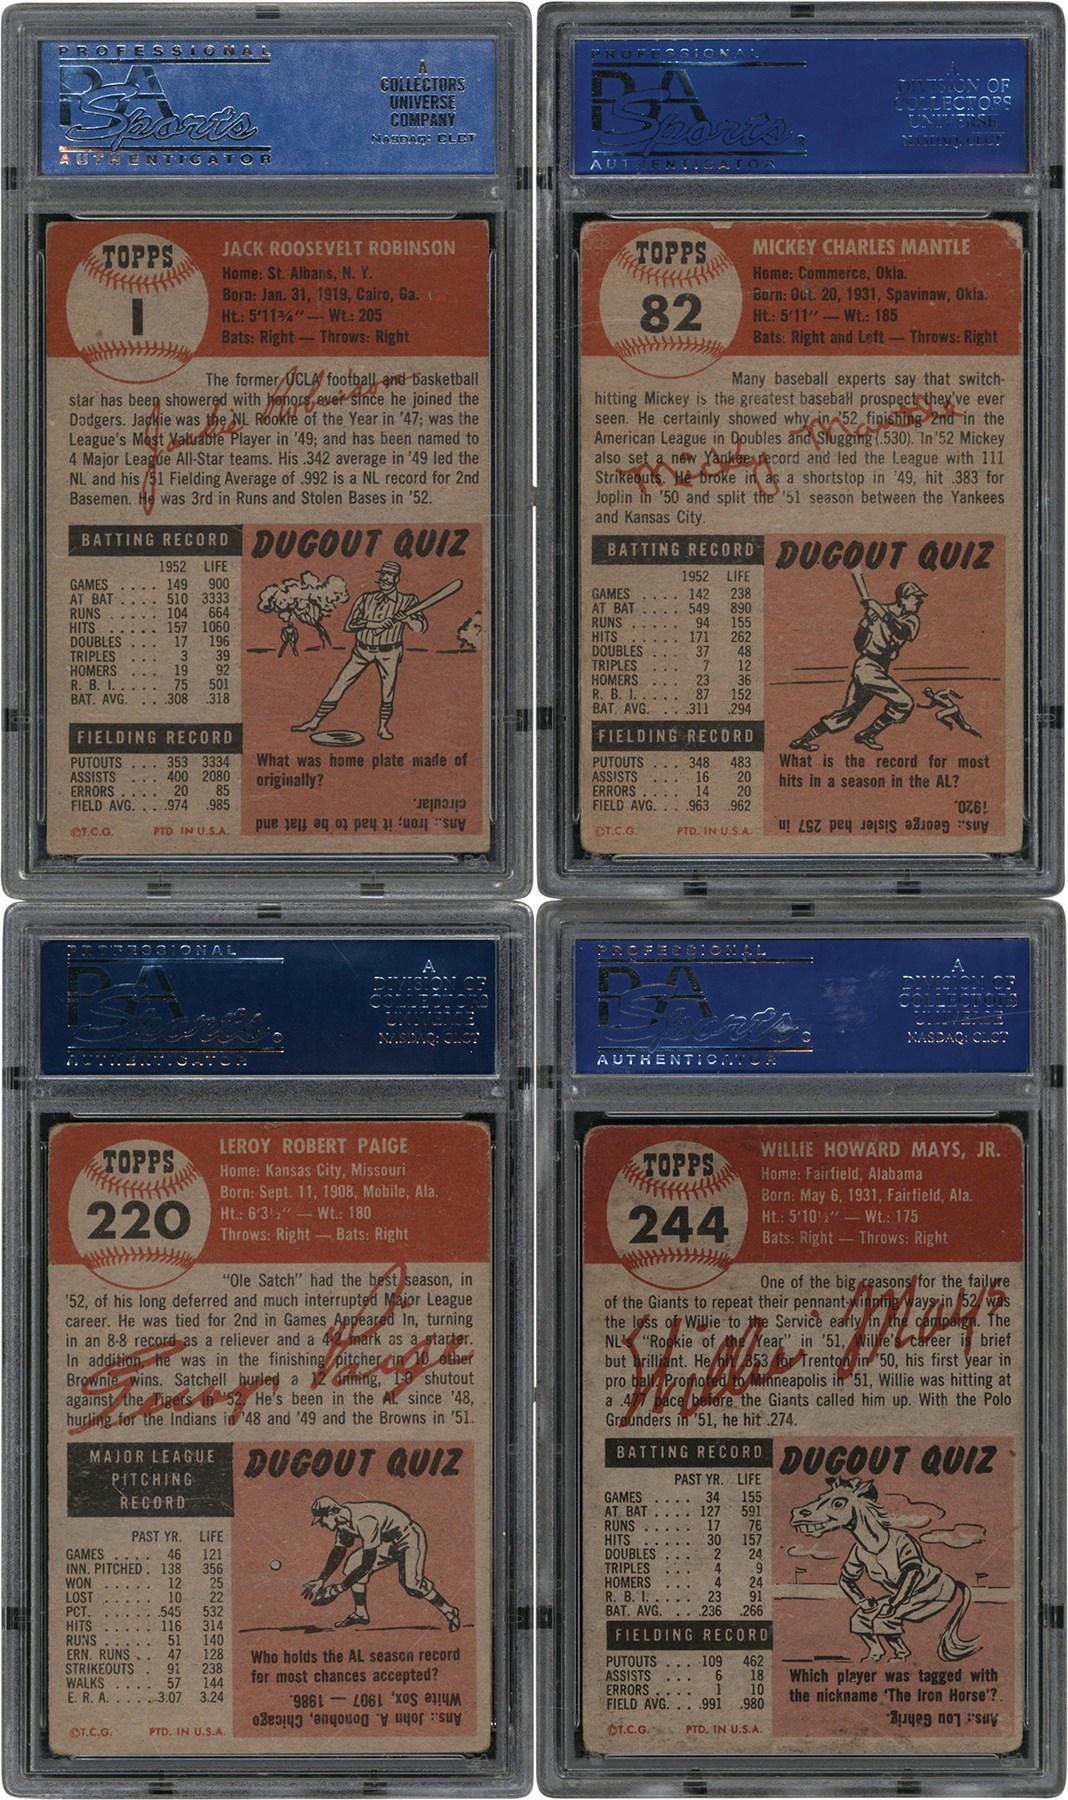 PROFESSIONAL
PSA
Sports
AUTHENTICATOR
A
COLLECTORS
UNIVERSE
COMPANY
NASDAQ: CLCT
TOPPS
1
JACK ROOSEVELT ROBINSON
Home: St. Albans, N. Y.
Born: Jan. 31, 1919, Cairo, Ga.
Ht.: 5'11¾" — Wt.: 205
Bats: Right — Throws: Right
The former UCLA football and basketball
star has been showered with honors ever since he joined the
Dodgers. Jackie was the NL Rookie of the Year in '47; was the
League's Most Valuable Player in '49; and has been named to
4 Major League All-Star teams. His .342 average in '49 led the
NL and his '51 Fielding Average of .992 is a NL record for 2nd
Basemen. He was 3rd in Runs and Stolen Bases in '52.
Jackie Robinson
BATTING RECORD
1952 LIFE
GAMES .... 149 900
AT BAT .... 510 3333
RUNS .... 104 664
HITS ..... 157 1060
DOUBLES ... 17 196
TRIPLES .... 3 39
HOMERS .... 19 92
R. B. I. .... 75 501
BAT. AVG. ... .308 .318
FIELDING RECORD
PUTOUTS ... 353 3334
ASSISTS .... 400 2080
ERRORS .... 20 85
FIELD AVG. ... .974 .985
©T.C.G. PTD. IN U.S.A.
DUGOUT QUIZ
What was home plate made of
originally?
Ans.: Iron; it had to be flat and
circular.
PROFESSIONAL
PSA
Sports
AUTHENTICATOR
A
DIVISION OF
COLLECTORS
UNIVERSE
NASDAQ: CLCT
TOPPS
82
MICKEY CHARLES MANTLE
Home: Commerce, Okla.
Born: Oct. 20, 1931, Spavinaw, Okla.
Ht.: 5'11" — Wt.: 185
Bats: Right and Left — Throws: Right
Many baseball experts say that switch-
hitting Mickey is the greatest baseball prospect they've ever
seen. He certainly showed why in '52 finishing 2nd in the
American League in Doubles and Slugging (.530). In '52 Mickey
also set a new Yankee record and led the League with 111
Strikeouts. He broke in as a shortstop in '49, hit .383 for
Joplin in '50 and split the '51 season between the Yankees
and Kansas City.
Mickey Mantle
BATTING RECORD
1952 LIFE
GAMES .... 142 238
AT BAT .... 549 890
RUNS .... 94 155
HITS ..... 171 262
DOUBLES ... 37 48
TRIPLES .... 7 12
HOMERS .... 23 36
R. B. I. .... 87 152
BAT. AVG. ... .311 .294
FIELDING RECORD
PUTOUTS ... 348 483
ASSISTS .... 16 20
ERRORS .... 14 20
FIELD AVG. ... .963 .962
©T.C.G. PTD. IN U.S.A.
DUGOUT QUIZ
What is the record for most
hits in a season in the AL?
Ans.: George Sisler had 257 in
1920.
PROFESSIONAL
PSA
Sports
AUTHENTICATOR
A
DIVISION OF
COLLECTORS
UNIVERSE
NASDAQ: CLCT
TOPPS
220
LEROY ROBERT PAIGE
Home: Kansas City, Missouri
Born: Sept. 11, 1908, Mobile, Ala.
Ht.: 6'3½" — Wt.: 180
Throws: Right — Bats: Right
"Ole Satch" had the best season, in
'52, of his long deferred and much interrupted Major League
career. He was tied for 2nd in Games Appeared In, turning
in an 8-8 record as a reliever and a 4-2 mark as a starter.
In addition, he was in the finishing pitcher in 10 other
Brownie wins. Satchell hurled a 12 inning, 1-0 shutout
against the Tigers in '52. He's been in the AL since '48,
hurling for the Indians in '48 and '49 and the Browns in '51.
Paige
MAJOR LEAGUE
PITCHING
RECORD
PAST YR. LIFE
GAMES .... 46 121
INN. PITCHED . 138 356
WON .... 12 25
LOST .... 10 22
PCT. .... .545 .532
HITS .... 116 314
RUNS .... 51 140
ERN. RUNS .. 47 128
STRIKEOUTS . 91 238
WALKS .... 57 144
E. R. A. .... 3.07 3.24
©T.C.G. PTD. IN U.S.A.
DUGOUT QUIZ
Who holds the AL season record
for most chances accepted?
Ans.: John A. Donohue, Chicago
White Sox, 1907 — 1986.
PROFESSIONAL
PSA
Sports
AUTHENTICATOR
A
DIVISION OF
COLLECTORS
UNIVERSE
NASDAQ: CLCT
TOPPS
244
WILLIE HOWARD MAYS, JR.
Home: Fairfield, Alabama
Born: May 6, 1931, Fairfield, Ala.
Ht.: 5'10½" — Wt.: 175
Bats: Right — Throws: Right
One of the big reasons for the failure
of the Giants to repeat their pennant-winning ways in '52, was
the loss of Willie to the Service early in the campaign. The
NL's "Rookie of the Year" in '51, Willie's career is brief
but brilliant. He hit .353 for Trenton in '50, his first year in
pro ball. Promoted to Minneapolis in '51, Willie was hitting at
a .477 pace before the Giants called him up. With the Polo
Grounders in '51, he hit .274.
Willie Mays
BATTING RECORD
PAST YR. LIFE
GAMES .... 34 155
AT BAT .... 127 591
RUNS .... 17 76
HITS .... 30 157
DOUBLES ... 2 24
TRIPLES .... 4 9
HOMERS .... 4 24
R. B. I. .... 23 91
BAT. AVG. ... .236 .266
FIELDING RECORD
PUTOUTS ... 109 462
ASSISTS .... 6 18
ERRORS .... 1 10
FIELD AVG. ... .991 .980
©T.C.G. PTD. IN U.S.A.
DUGOUT QUIZ
Which player was tagged with
the nickname 'The Iron Horse'?
Ans.: Lou Gehrig.